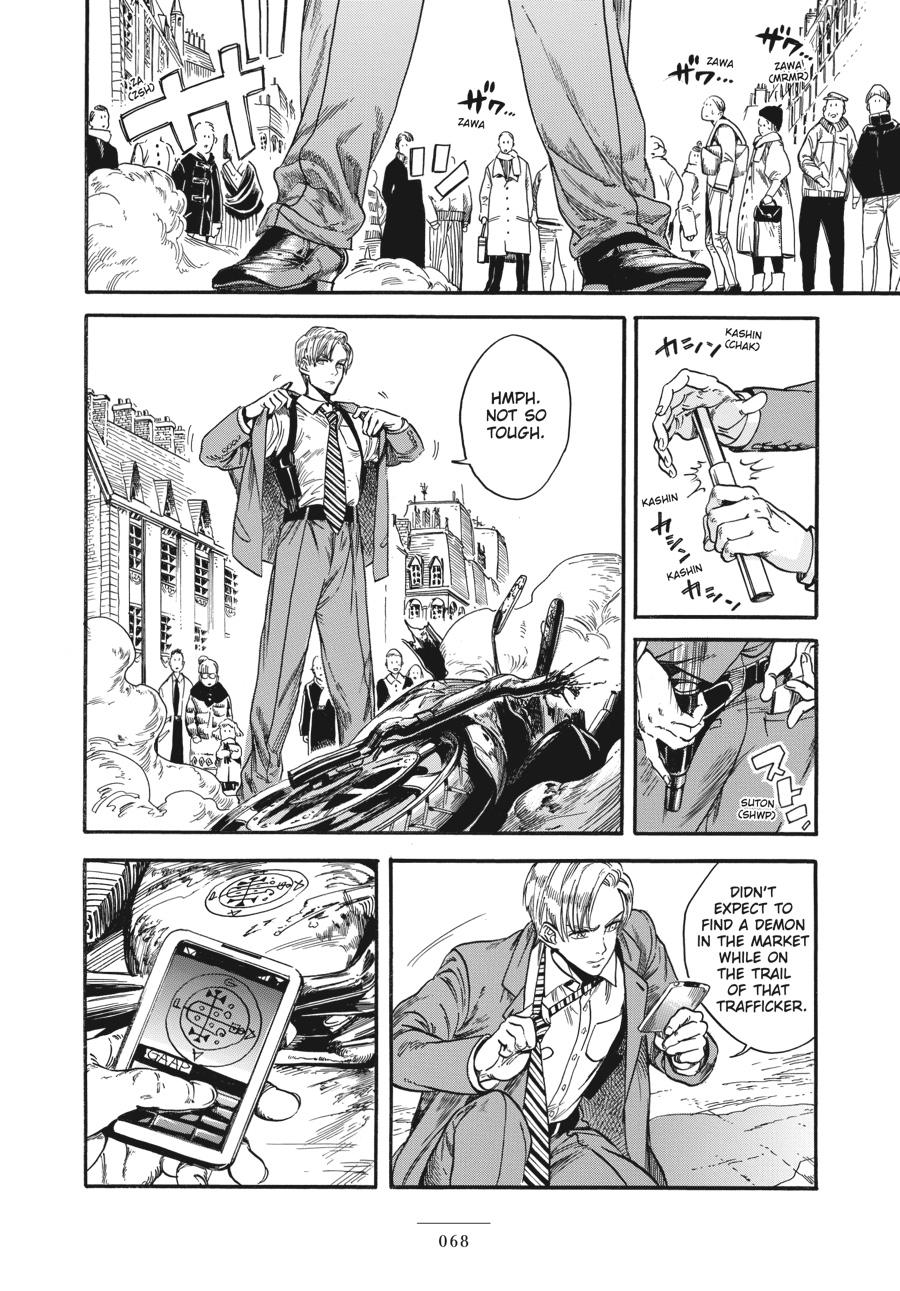 ザ
ZA
(ZSH)
ザワ…
ZAWA
ザワ…
ZAWA
ザワ…
ZAWA
(MRMR)
HMPH.
NOT SO
TOUGH.
カシン
KASHIN
(CHAK)
KASHIN
カシン
KASHIN
カシン
ストン
SUTON
(SHWP)
GAAP
DIDN'T
EXPECT TO
FIND A DEMON
IN THE MARKET
WHILE ON
THE TRAIL
OF THAT
TRAFFICKER.
068